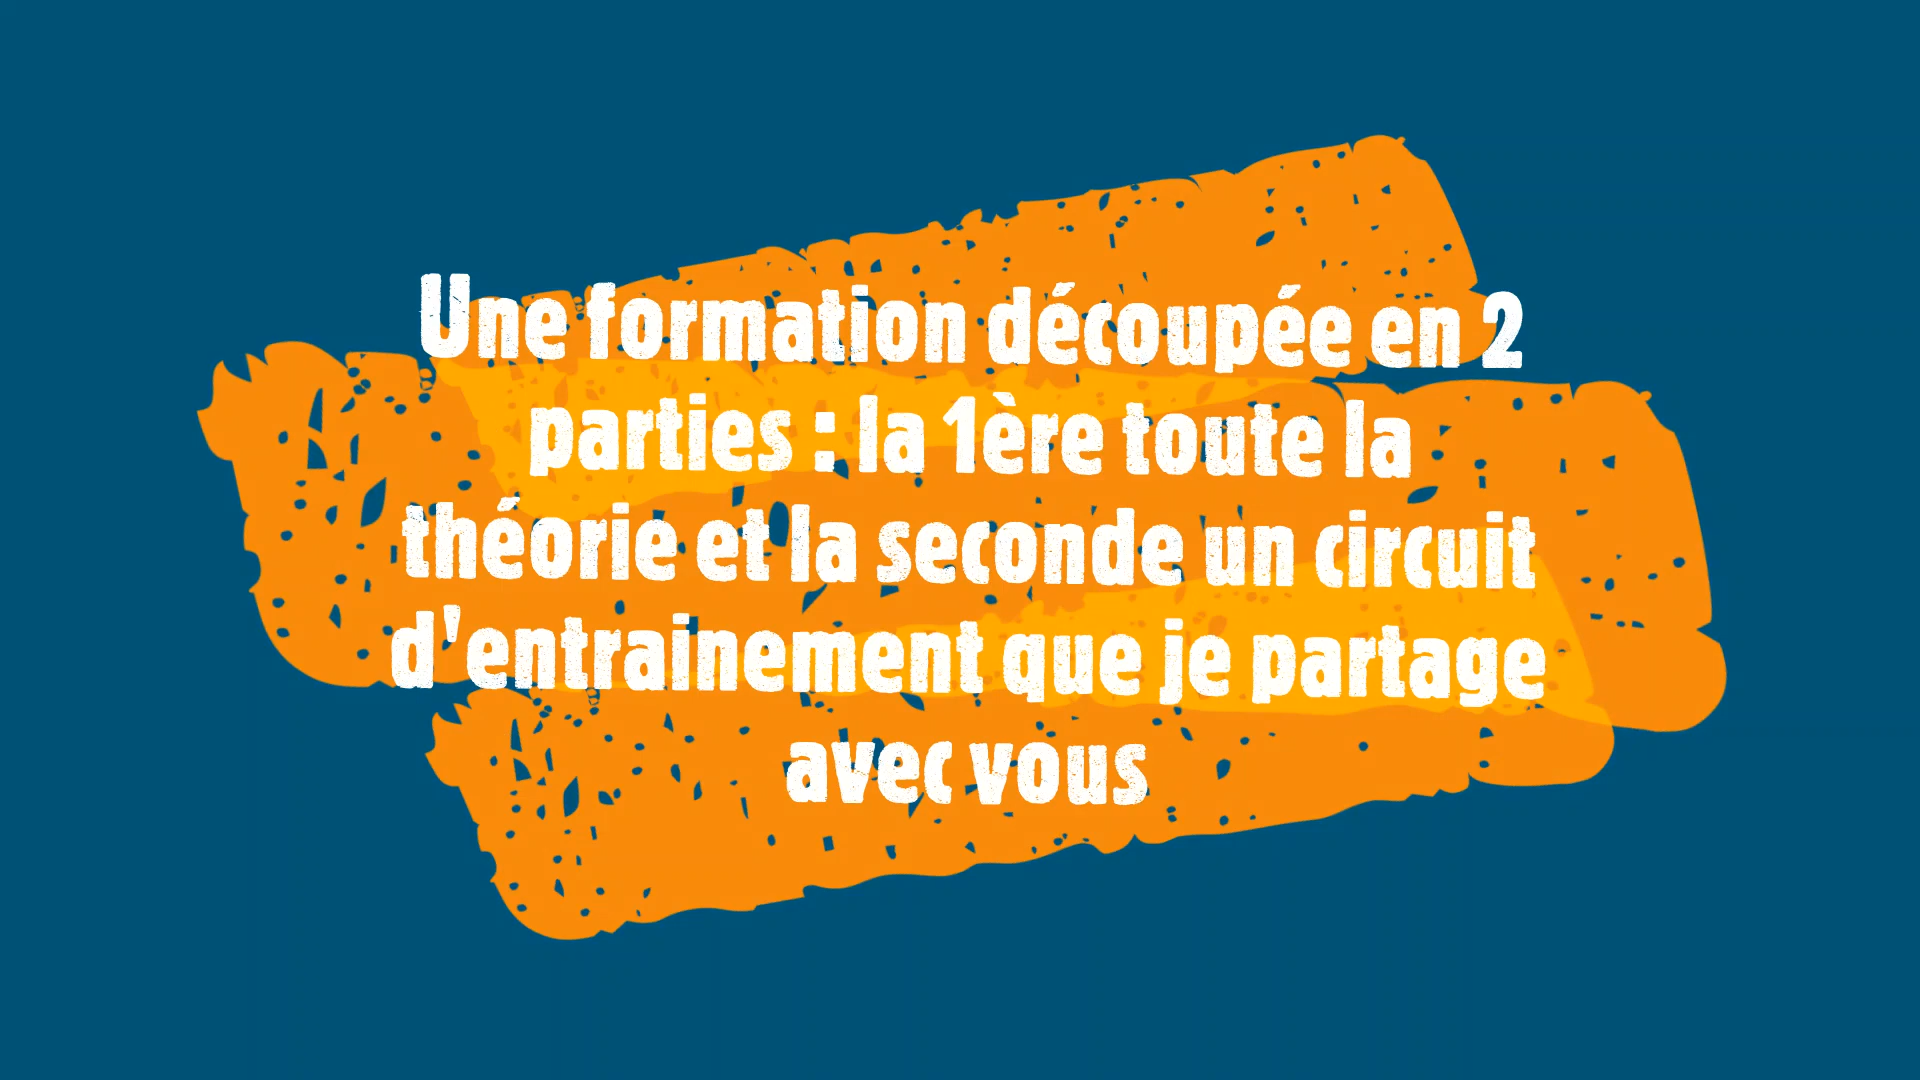 Une formation découpée en 2
parties : la 1ère toute la
théorie et la seconde un circuit
d'entrainement que je partage
avec vous